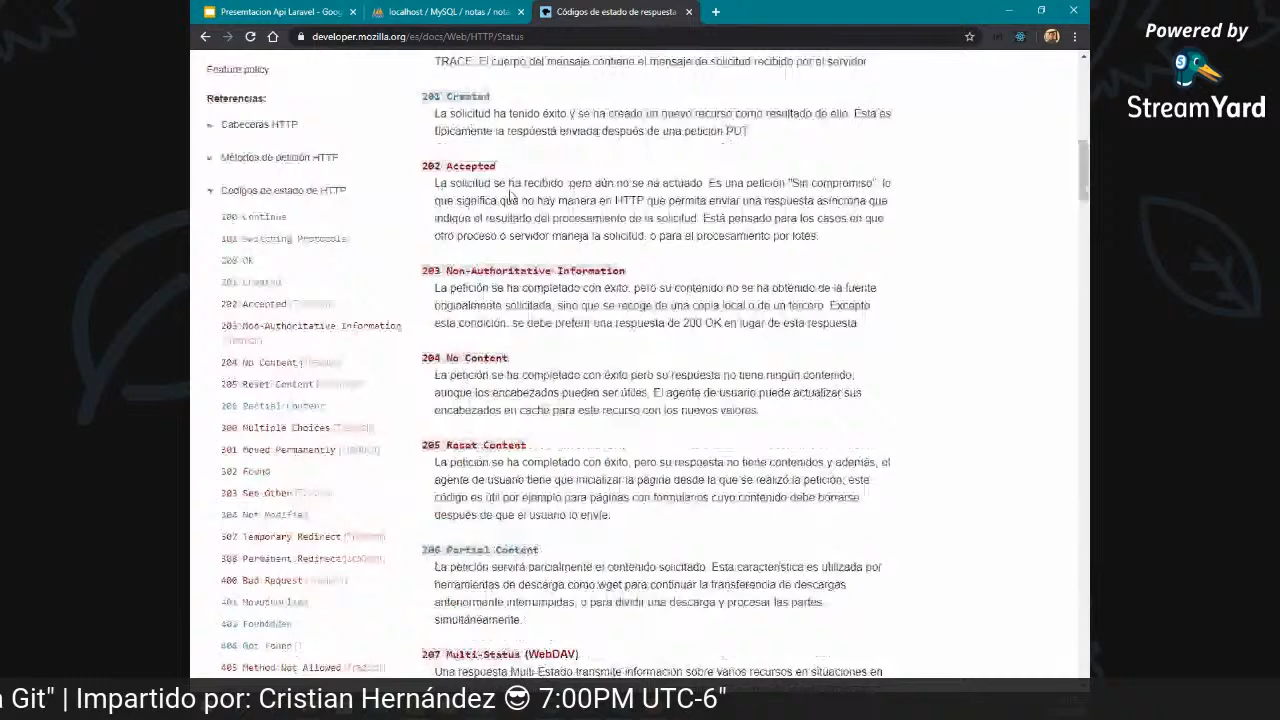 Presentacion Api Laravel - Goog
localhost / MySQL / notas / nota
Códigos de estado de respuesta
developer.mozilla.org/es/docs/Web/HTTP/Status
Powered by
StreamYard
Feature policy
Referencias:
Cabeceras HTTP
Métodos de petición HTTP
Códigos de estado de HTTP
100 Continue
101 Switching Protocols
200 OK
201 Created
202 Accepted
203 Non-Authoritative Information
204 No Content
205 Reset Content
206 Partial Content
300 Multiple Choices
301 Moved Permanently
302 Found
303 See Other
304 Not Modified
307 Temporary Redirect
308 Permanent Redirect
400 Bad Request
401
403 Forbidden
404 Not Found
405 Method Not Allowed
TRACE. El cuerpo del mensaje contiene el mensaje de solicitud recibido por el servidor
201 Created
La solicitud ha tenido éxito y se ha creado un nuevo recurso como resultado de ello. Ésta es
típicamente la respuesta enviada después de una petición PUT
202 Accepted
La solicitud se ha recibido, pero aún no se ha actuado. Es una petición "Sin compromiso", lo
que significa que no hay manera en HTTP que permita enviar una respuesta asíncrona que
indique el resultado del procesamiento de la solicitud. Está pensado para los casos en que
otro proceso o servidor maneja la solicitud, o para el procesamiento por lotes.
203 Non-Authoritative Information
La petición se ha completado con éxito, pero su contenido no se ha obtenido de la fuente
originalmente solicitada, sino que se recoge de una copia local o de un tercero. Excepto
esta condición, se debe preferir una respuesta de 200 OK en lugar de esta respuesta
204 No Content
La petición se ha completado con éxito pero su respuesta no tiene ningún contenido,
aunque los encabezados pueden ser útiles. El agente de usuario puede actualizar sus
encabezados en caché para este recurso con los nuevos valores.
205 Reset Content
La petición se ha completado con éxito, pero su respuesta no tiene contenidos y además, el
agente de usuario tiene que inicializar la página desde la que se realizó la petición, este
código es útil por ejemplo para páginas con formularios cuyo contenido debe borrarse
después de que el usuario lo envíe.
206 Partial Content
La petición servirá parcialmente el contenido solicitado. Esta característica es utilizada por
herramientas de descarga como wget para continuar la transferencia de descargas
anteriormente interrumpidas, o para dividir una descarga y procesar las partes
simultáneamente.
207 Multi-Status (WebDAV)
Una respuesta Multi-Estado transmite información sobre varios recursos en situaciones en
a Git" | Impartido por: Cristian Hernández 😎 7:00PM UTC-6"